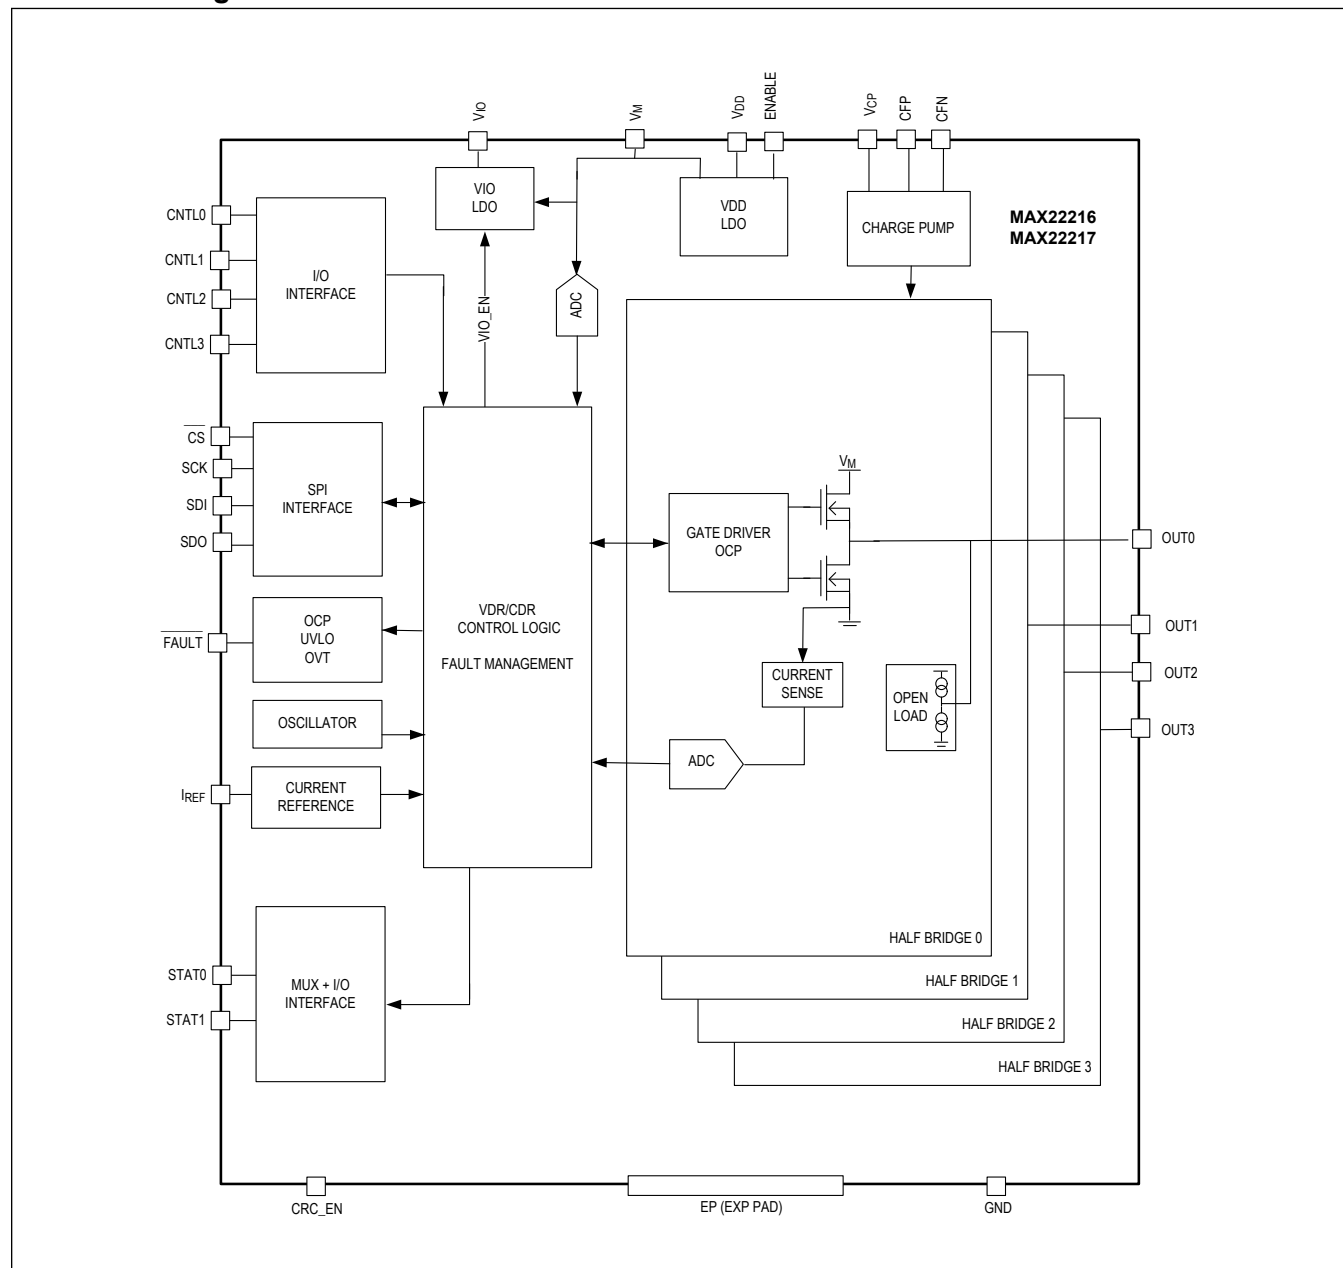 VIO
VM
VDD
ENABLE
VCP
CFP
CFN
VIO
LDO
VDD
LDO
CHARGE PUMP
MAX22216
MAX22217
CNTL0
CNTL1
CNTL2
CNTL3
I/O
INTERFACE
VIO_EN
ADC
CS
SCK
SDI
SDO
SPI
INTERFACE
FAULT
OCP
UVLO
OVT
OSCILLATOR
IREF
CURRENT
REFERENCE
VDR/CDR
CONTROL LOGIC
FAULT MANAGEMENT
VM
GATE DRIVER
OCP
CURRENT
SENSE
ADC
OPEN
LOAD
OUT0
OUT1
OUT2
OUT3
STAT0
STAT1
MUX + I/O
INTERFACE
HALF BRIDGE 0
HALF BRIDGE 1
HALF BRIDGE 2
HALF BRIDGE 3
CRC_EN
EP (EXP PAD)
GND